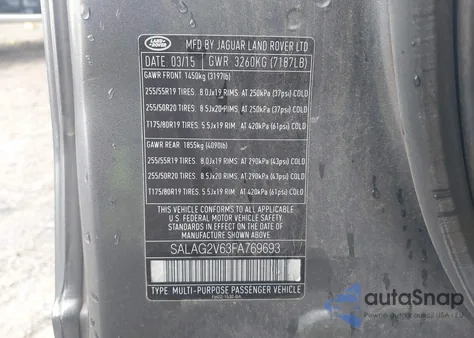 LAND ROVER
MFD BY JAGUAR LAND ROVER LTD
DATE 03/15 GWR 3260KG (7187LB)
GAWR FRONT 1450kg (3197lb)
255/55R19 TIRES. 8.0Jx19 RIMS. AT 250kPa (37psi) COLD
255/50R20 TIRES. 8.5Jx20 RIMS. AT 250kPa (37psi) COLD
T175/80R19 TIRES. 5.5Jx19 RIM. AT 420kPa (61psi) COLD
GAWR REAR 1855kg (4090lb)
255/55R19 TIRES. 8.0Jx19 RIMS. AT 290kPa (43psi) COLD
255/50R20 TIRES. 8.5Jx20 RIMS. AT 290kPa (43psi) COLD
T175/80R19 TIRES. 5.5Jx19 RIM. AT 420kPa (61psi) COLD
THIS VEHICLE CONFORMS TO ALL APPLICABLE
U.S. FEDERAL MOTOR VEHICLE SAFETY AND
THEFT PREVENTION STANDARDS IN EFFECT ON
THE DATE OF MANUFACTURE SHOWN ABOVE
SALAG2V63FA769693
TYPE: MULTI-PURPOSE PASSENGER VEHICLE
autoSnap